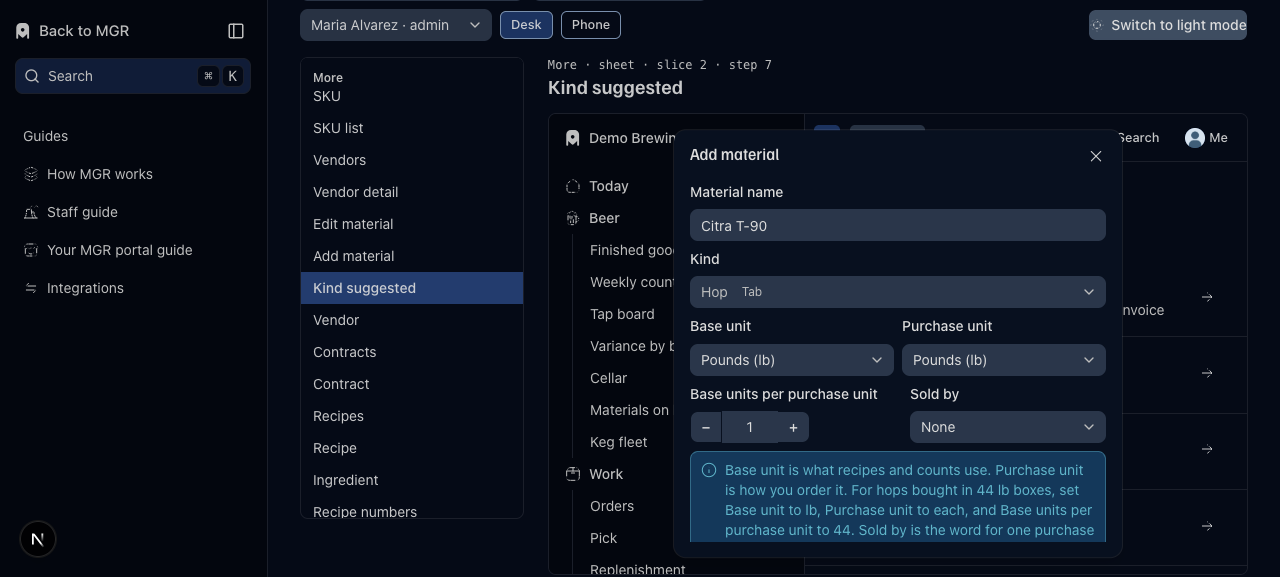 Back to MGR
Search
⌘ K
Guides
How MGR works
Staff guide
Your MGR portal guide
Integrations
N
Maria Alvarez · admin
Desk
Phone
Switch to light mode
More
SKU
SKU list
Vendors
Vendor detail
Edit material
Add material
Kind suggested
Vendor
Contracts
Contract
Recipes
Recipe
Ingredient
Recipe numbers
More · sheet · slice 2 · step 7
Kind suggested
Demo
Today
Beer
Finished
Weekly
Tap board
Variance by
Cellar
Materials on
Keg fleet
Work
Orders
Pick
Replenishment
Search
Me
Add material
Material name
Citra T-90
Kind
Hop Tab
Base unit
Purchase unit
Pounds (lb)
Pounds (lb)
Base units per purchase unit
Sold by
− 1 +
None
Base unit is what recipes and counts use. Purchase unit
is how you order it. For hops bought in 44 lb boxes, set
Base unit to lb, Purchase unit to each, and Base units per
purchase unit to 44. Sold by is the word for one purchase